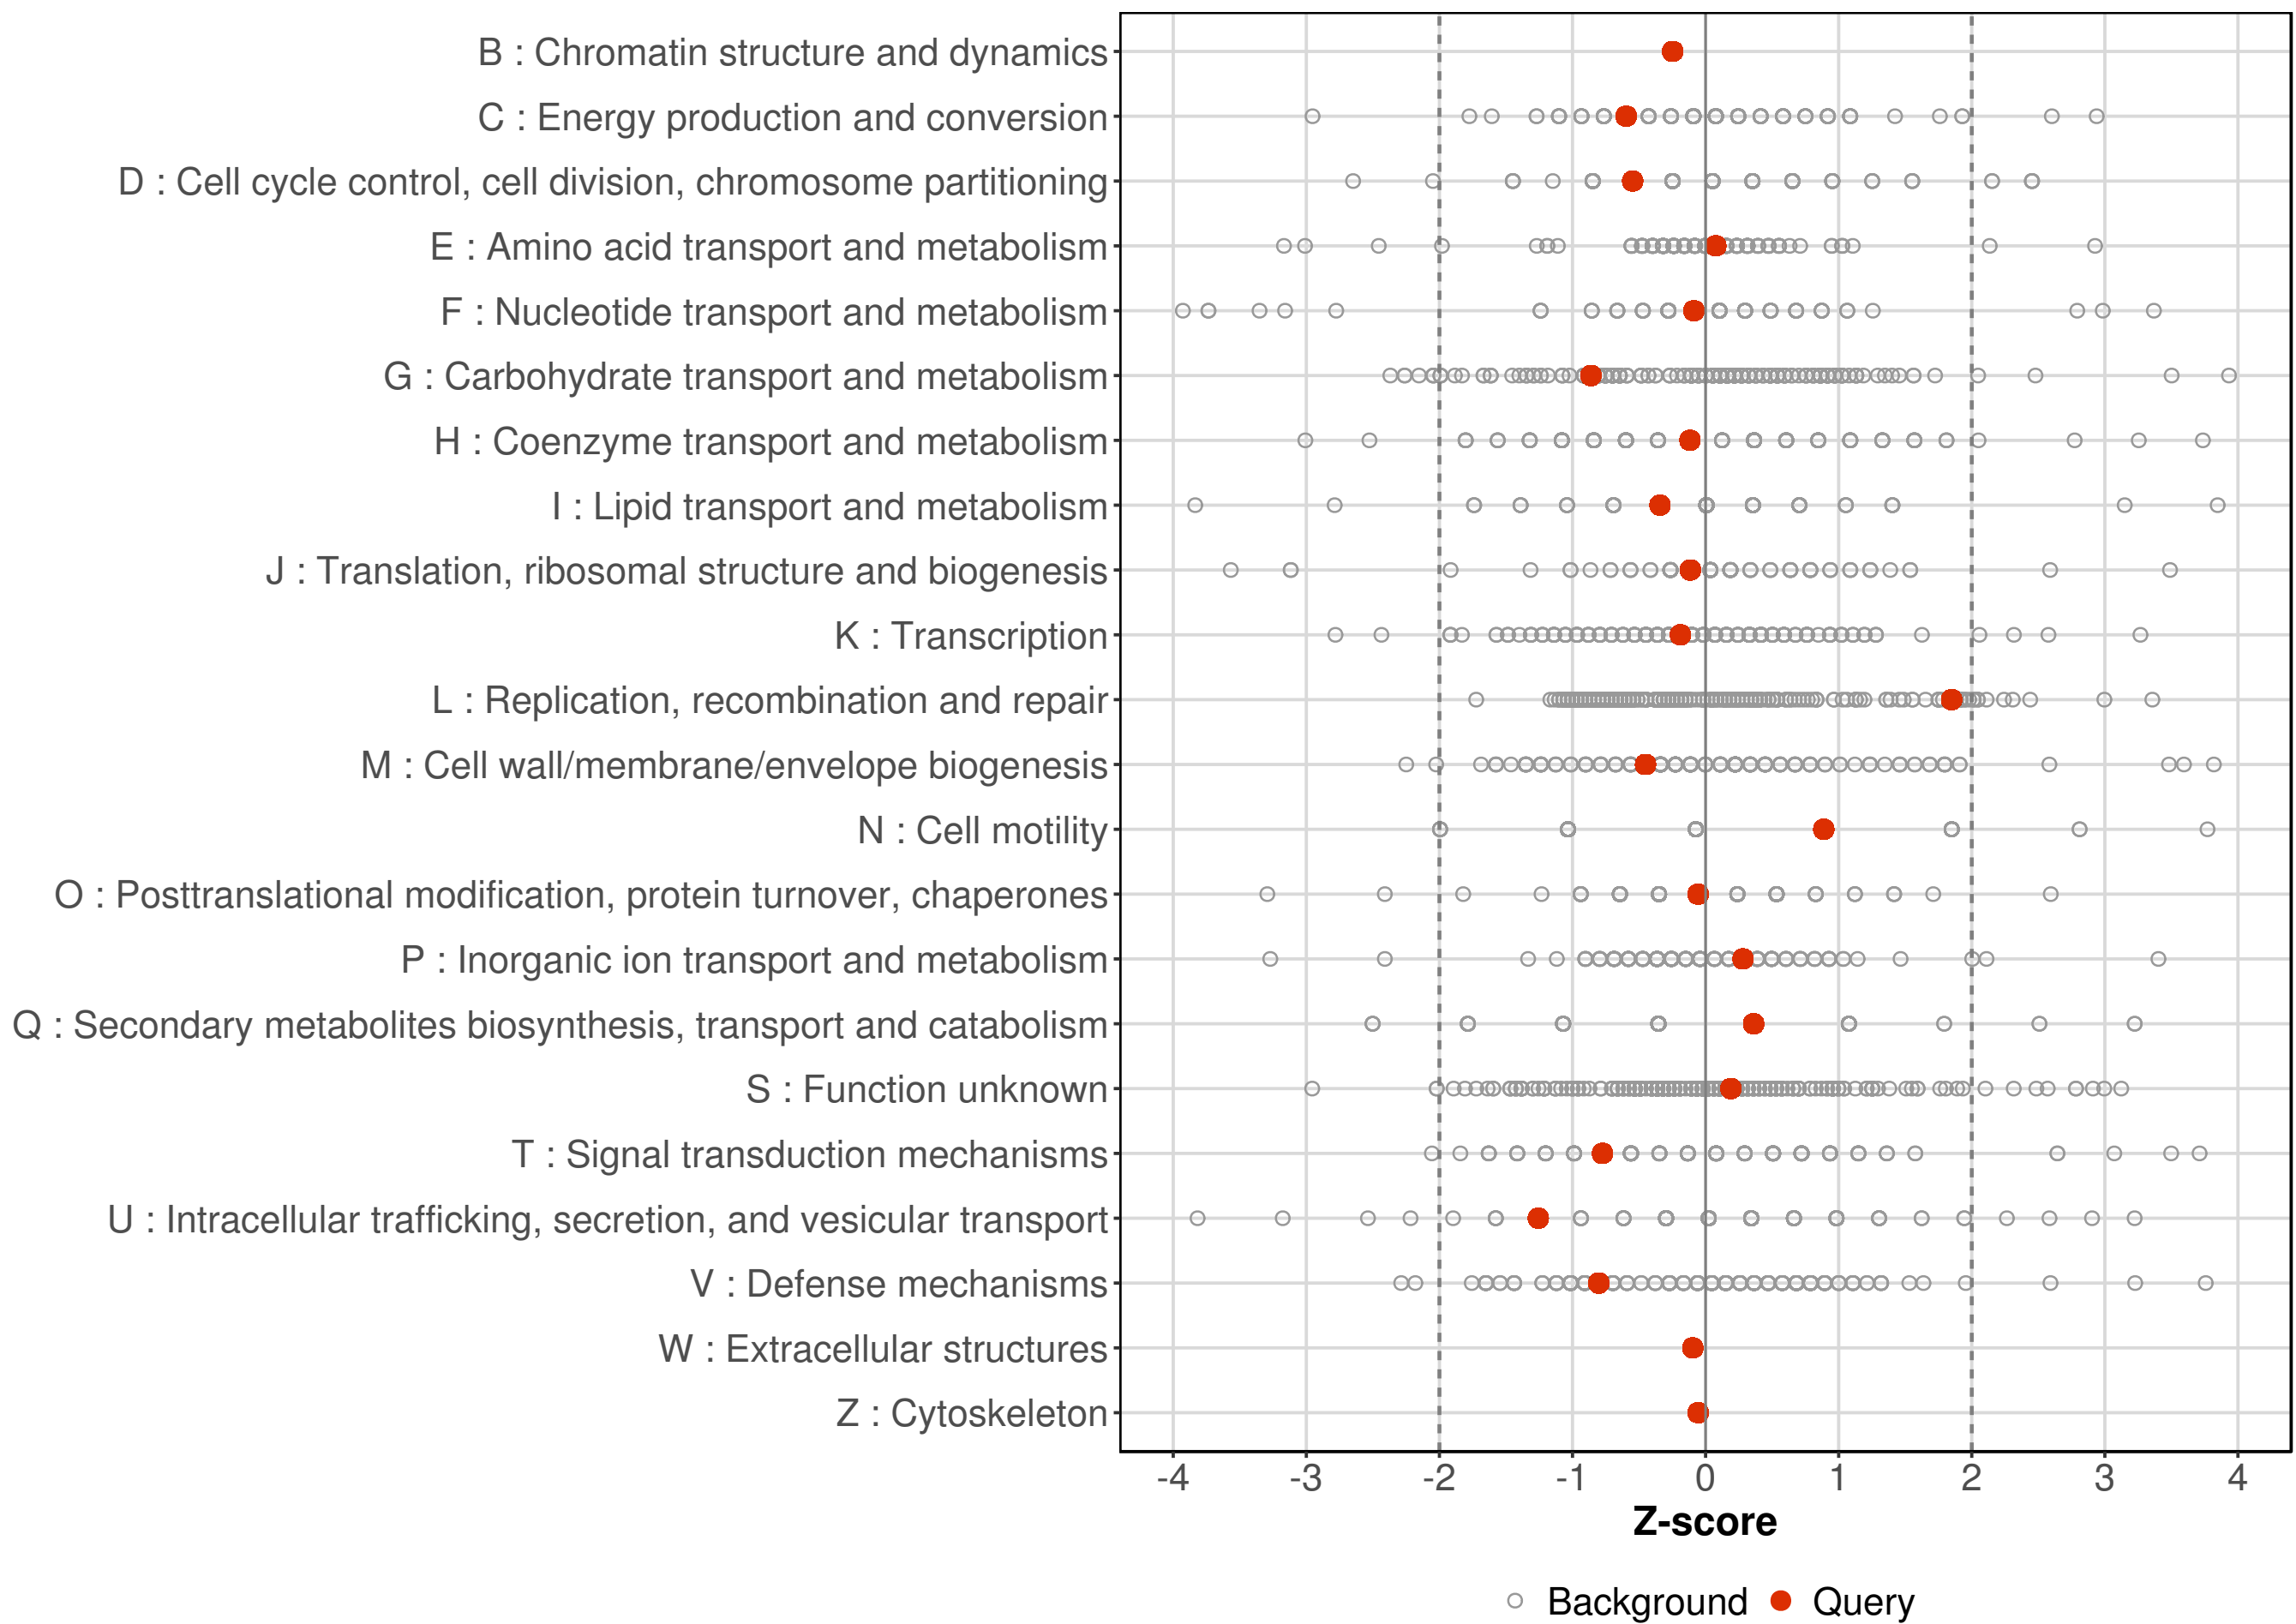 B : Chromatin structure and dynamics
C : Energy production and conversion
D : Cell cycle control, cell division, chromosome partitioning
E : Amino acid transport and metabolism
F : Nucleotide transport and metabolism
G : Carbohydrate transport and metabolism
H : Coenzyme transport and metabolism
I : Lipid transport and metabolism
J : Translation, ribosomal structure and biogenesis
K : Transcription
L : Replication, recombination and repair
M : Cell wall/membrane/envelope biogenesis
N : Cell motility
O : Posttranslational modification, protein turnover, chaperones
P : Inorganic ion transport and metabolism
Q : Secondary metabolites biosynthesis, transport and catabolism
S : Function unknown
T : Signal transduction mechanisms
U : Intracellular trafficking, secretion, and vesicular transport
V : Defense mechanisms
W : Extracellular structures
Z : Cytoskeleton
-4 -3 -2 -1 0 1 2 3 4
Z-score
Background Query